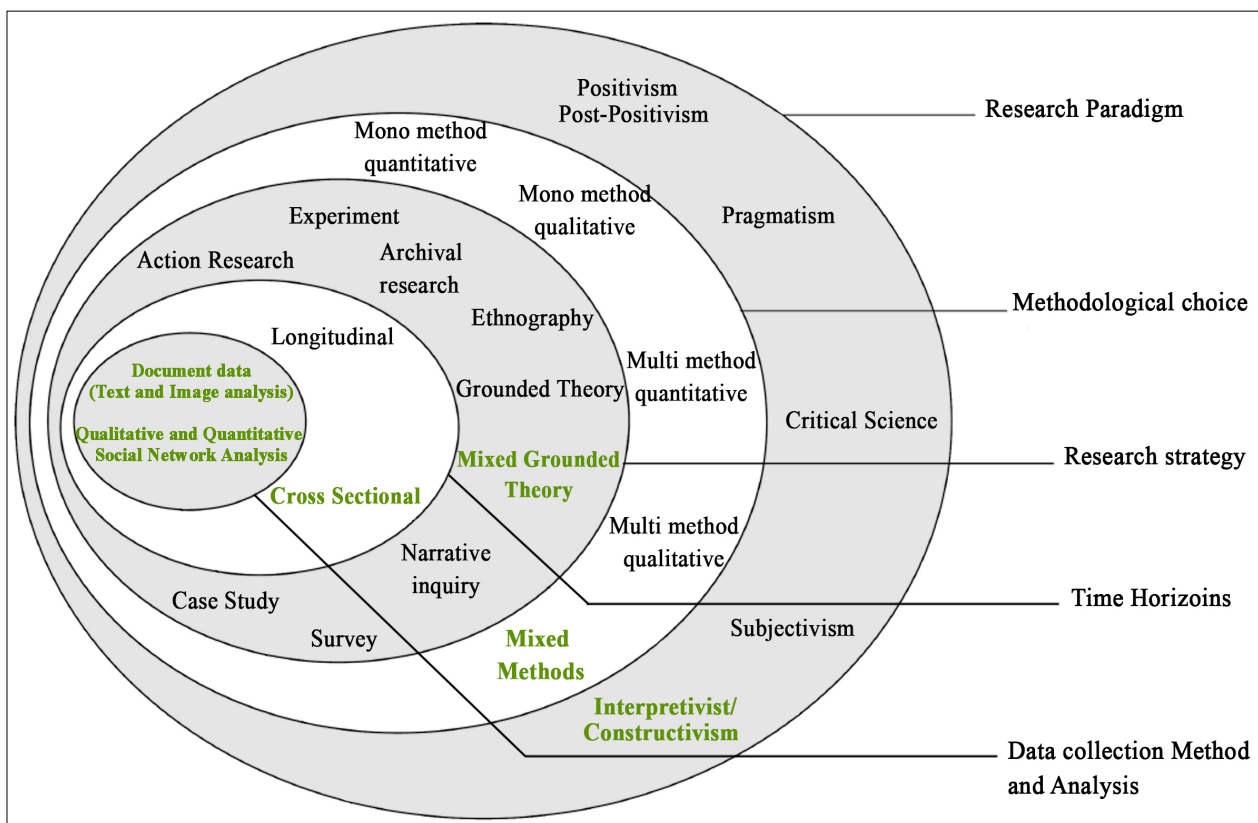 Positivism
Post-Positivism
Research Paradigm
Mono method
quantitative
Mono method
qualitative
Pragmatism
Experiment
Action Research
Archival
research
Ethnography
Methodological choice
Longitudinal
Document data
(Text and Image analysis)
Qualitative and Quantitative
Social Network Analysis
Grounded Theory
Multi method
quantitative
Critical Science
Mixed Grounded
Theory
Research strategy
Cross Sectional
Multi method
qualitative
Narrative
inquiry
Case Study
Survey
Time Horizoins
Subjectivism
Mixed
Methods
Interpretivist/
Constructivism
Data collection Method
and Analysis